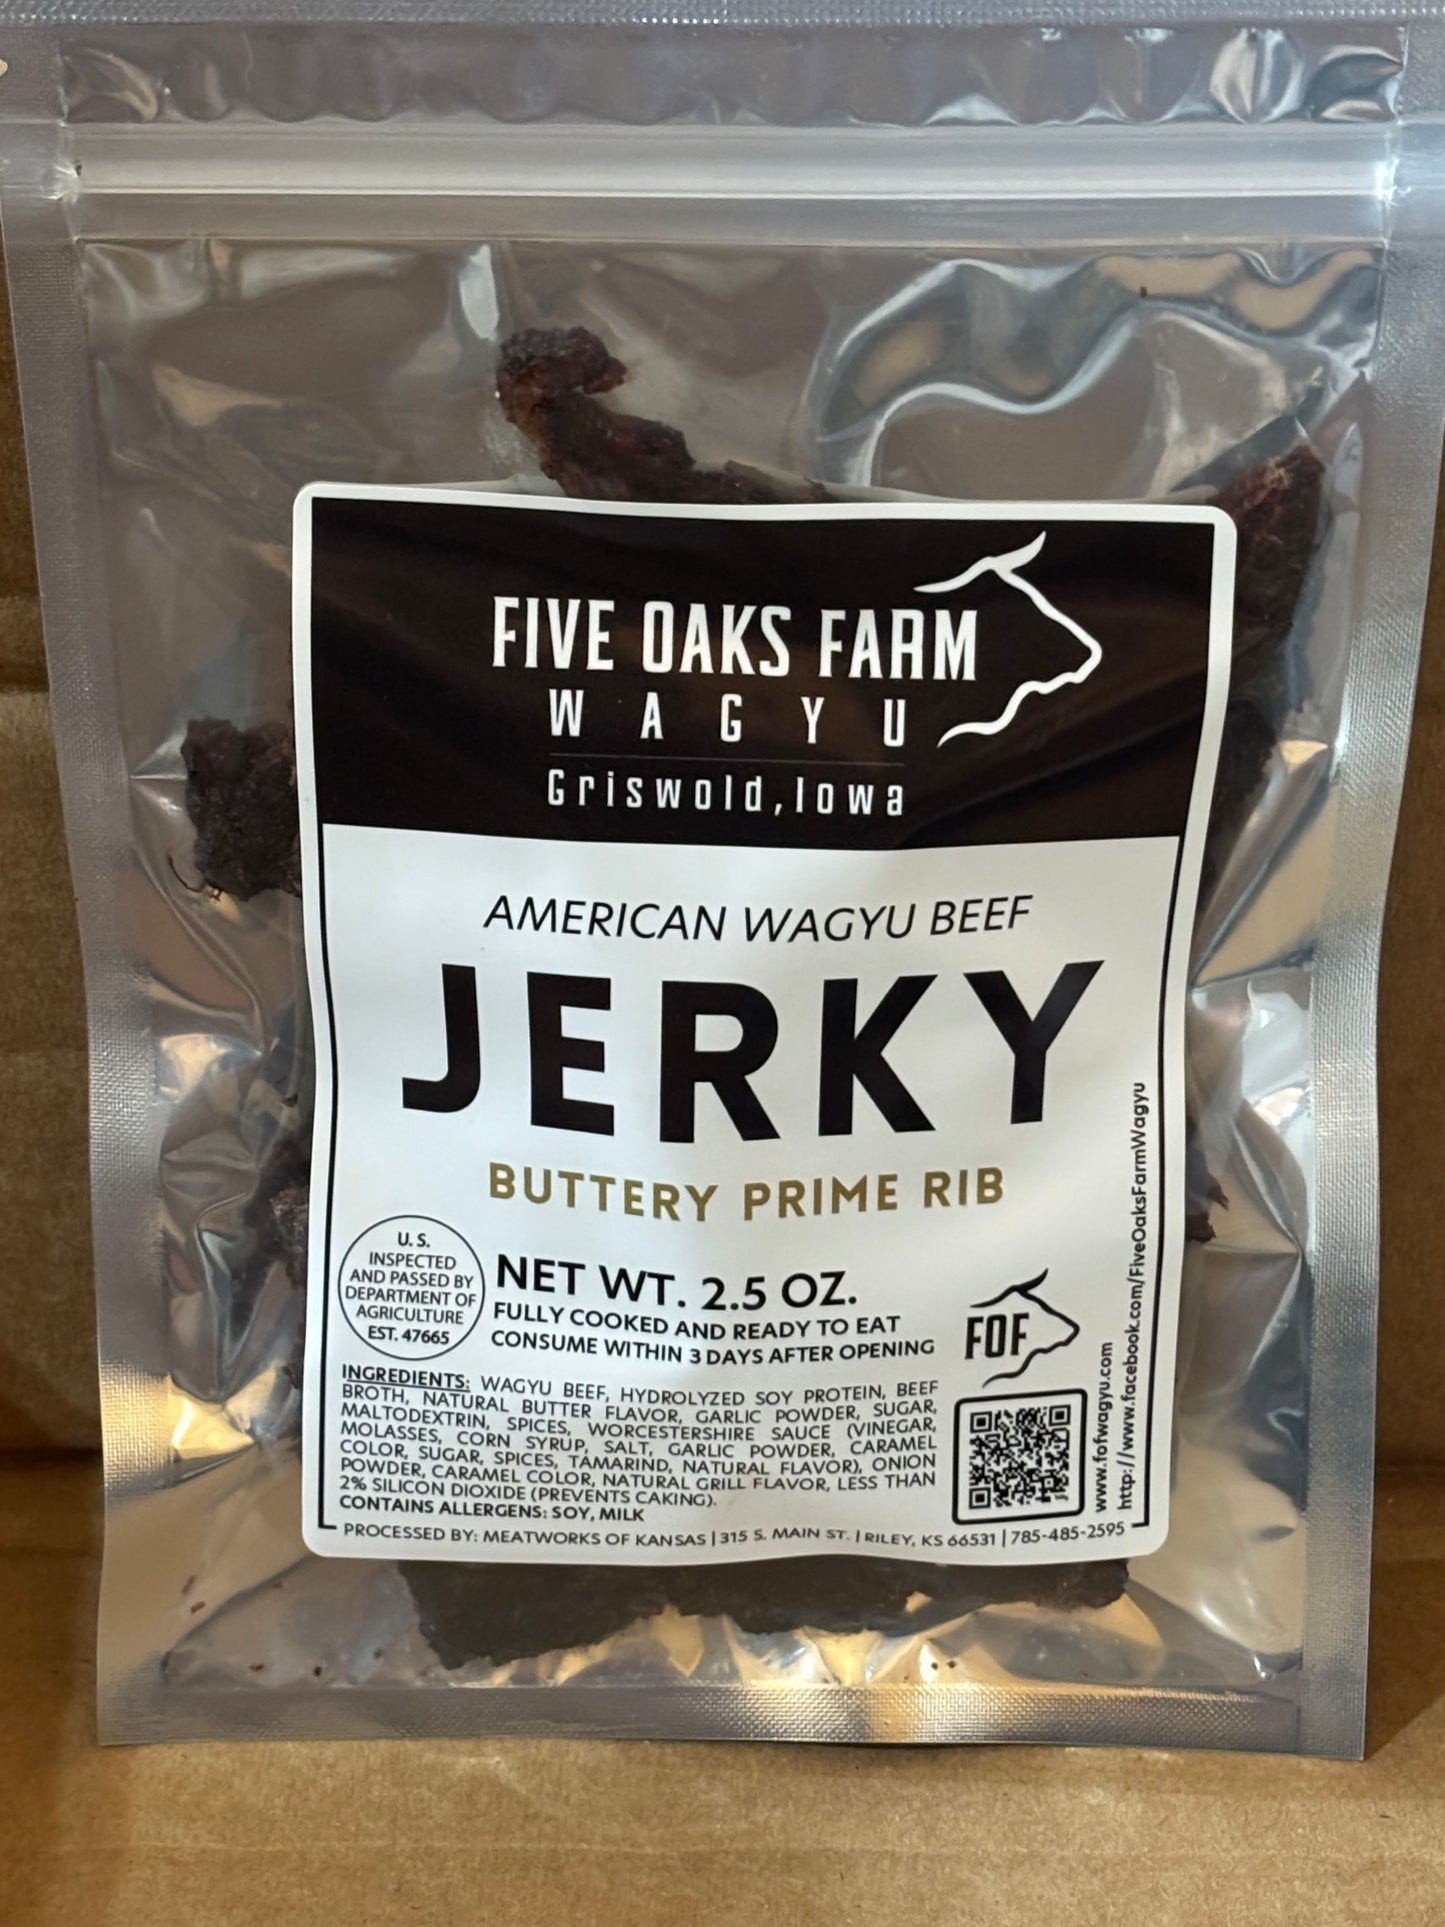 FIVE OAKS FARM
WAGYU
Griswold, Iowa
AMERICAN WAGYU BEEF
JERKY
BUTTERY PRIME RIB
U. S.
INSPECTED
AND PASSED BY
DEPARTMENT OF
AGRICULTURE
EST. 47665
NET WT. 2.5 OZ.
FULLY COOKED AND READY TO EAT
CONSUME WITHIN 3 DAYS AFTER OPENING
FOF
INGREDIENTS: WAGYU BEEF, HYDROLYZED SOY PROTEIN, BEEF
BROTH, NATURAL BUTTER FLAVOR, GARLIC POWDER, SUGAR,
MALTODEXTRIN, SPICES, WORCESTERSHIRE SAUCE (VINEGAR,
MOLASSES, CORN SYRUP, SALT, GARLIC POWDER, CARAMEL
COLOR, SUGAR, SPICES, TAMARIND, NATURAL FLAVOR), ONION
POWDER, CARAMEL COLOR, NATURAL GRILL FLAVOR, LESS THAN
2% SILICON DIOXIDE (PREVENTS CAKING).
CONTAINS ALLERGENS: SOY, MILK
PROCESSED BY: MEATWORKS OF KANSAS | 315 S. MAIN ST. | RILEY, KS 66531 | 785-485-2595
www.fofwagyu.com
http://www.facebook.com/FiveOaksFarmWagyu